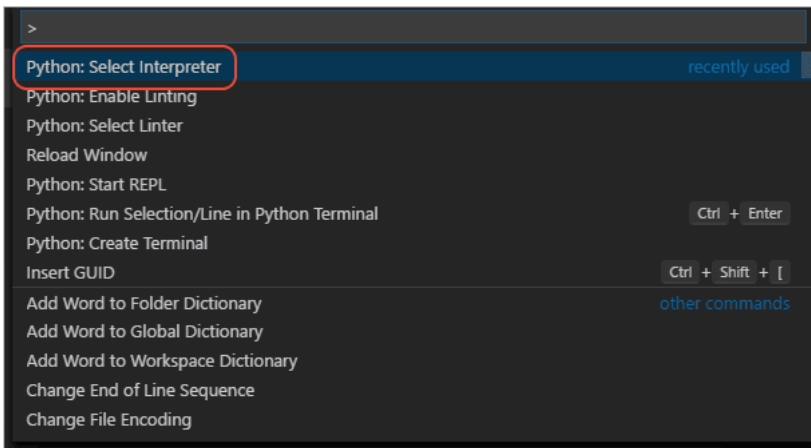 >
Python: Select Interpreter recently used
Python: Enable Linting
Python: Select Linter
Reload Window
Python: Start REPL
Python: Run Selection/Line in Python Terminal Ctrl + Enter
Python: Create Terminal
Insert GUID Ctrl + Shift + [
Add Word to Folder Dictionary other commands
Add Word to Global Dictionary
Add Word to Workspace Dictionary
Change End of Line Sequence
Change File Encoding